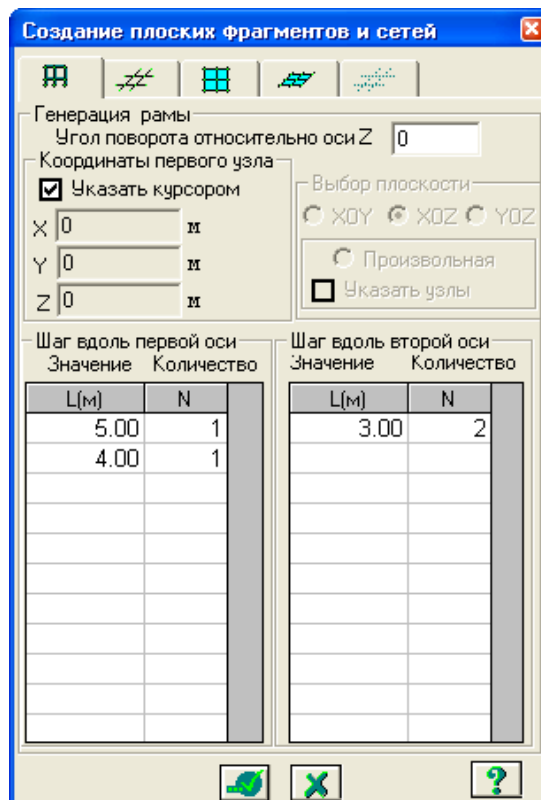 Создание плоских фрагментов и сетей
Генерация рамы
Угол поворота относительно оси Z 0
Координаты первого узла
Указать курсором
X 0 м
Y 0 м
Z 0 м
Выбор плоскости
XOY XOZ YOZ
Произвольная
Указать узлы
Шаг вдоль первой оси
Значение Количество
L(м) N
5.00 1
4.00 1
Шаг вдоль второй оси
Значение Количество
L(м) N
3.00 2
?